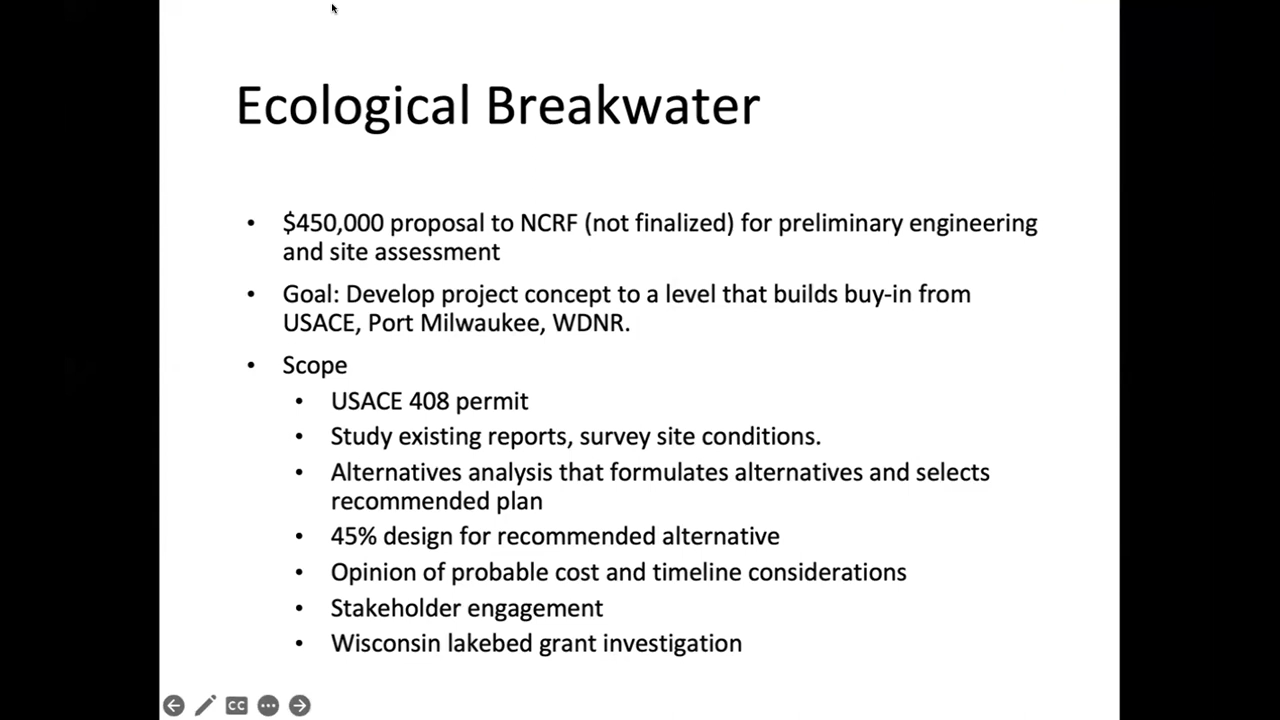 Ecological Breakwater
• $450,000 proposal to NCRF (not finalized) for preliminary engineering
and site assessment
• Goal: Develop project concept to a level that builds buy-in from
USACE, Port Milwaukee, WDNR.
• Scope
• USACE 408 permit
• Study existing reports, survey site conditions.
• Alternatives analysis that formulates alternatives and selects
recommended plan
• 45% design for recommended alternative
• Opinion of probable cost and timeline considerations
• Stakeholder engagement
• Wisconsin lakebed grant investigation
CC